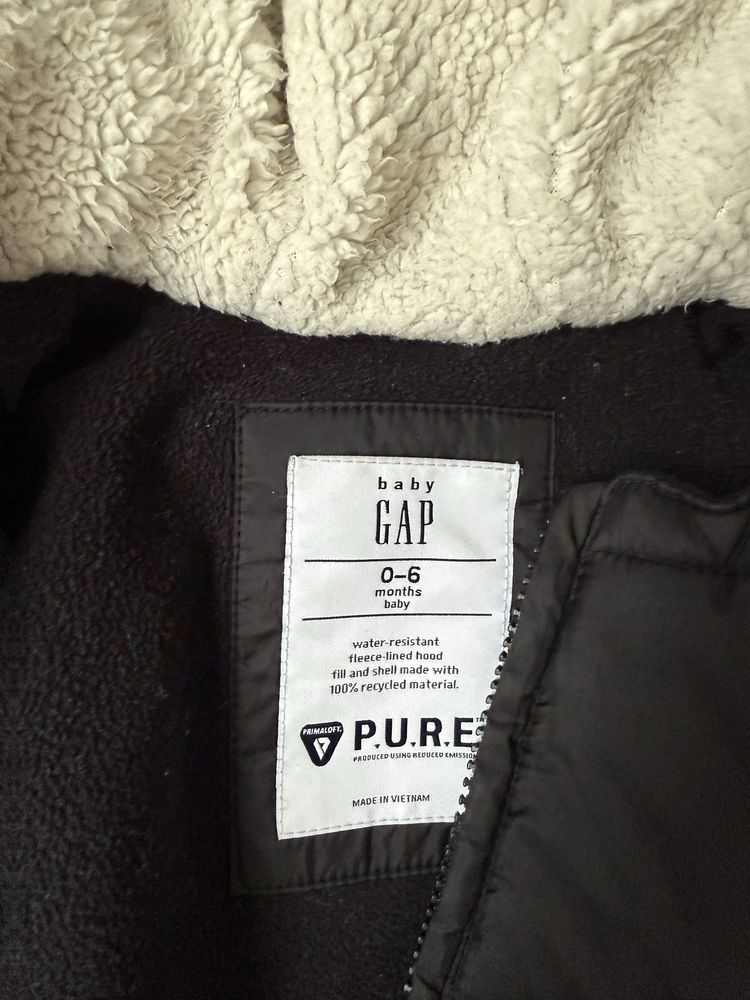 baby
GAP
0–6
months
baby
water-resistant
fleece-lined hood
fill and shell made with
100% recycled material.
PRIMALOFT.
P.U.R.E
PRODUCED USING REDUCED
MADE IN VIETNAM